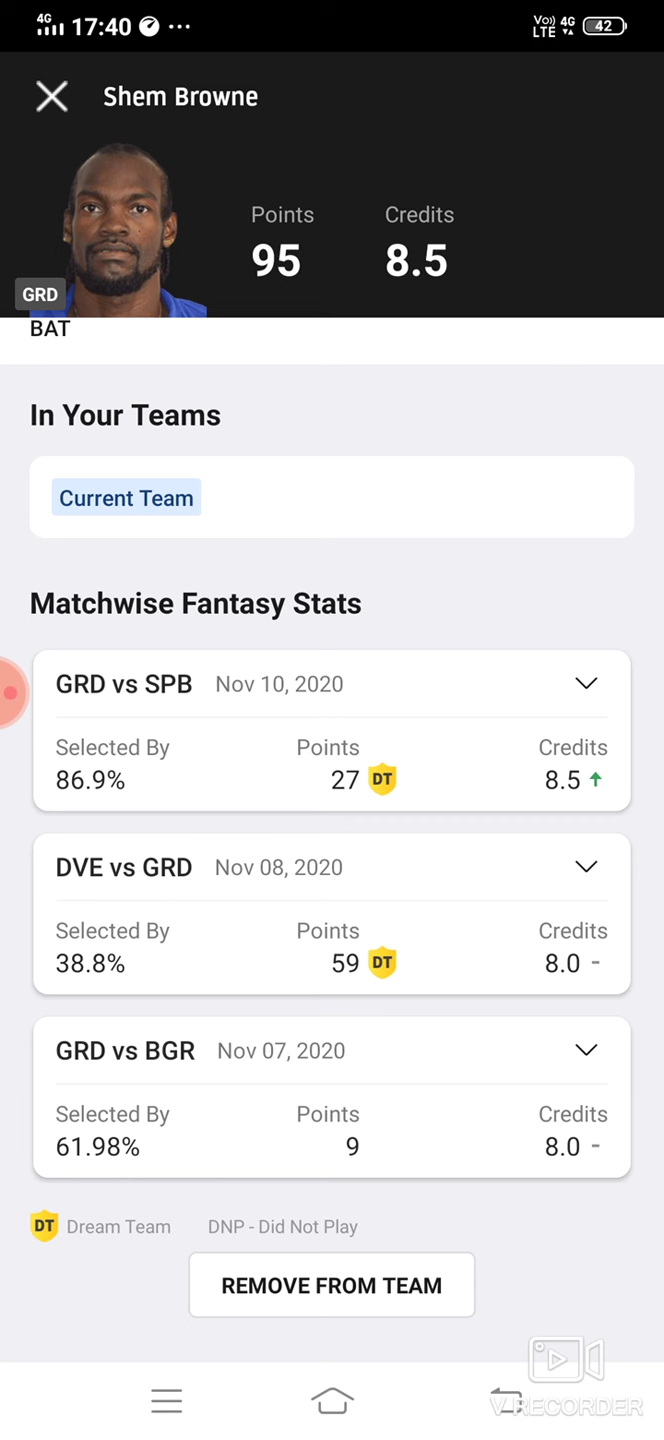 4G 17:40 ... Vo)) LTE 4G 42
Shem Browne
Points Credits
95 8.5
GRD
BAT
In Your Teams
Current Team
Matchwise Fantasy Stats
GRD vs SPB Nov 10, 2020
Selected By Points Credits
86.9% 27 DT 8.5
DVE vs GRD Nov 08, 2020
Selected By Points Credits
38.8% 59 DT 8.0 -
GRD vs BGR Nov 07, 2020
Selected By Points Credits
61.98% 9 8.0 -
DT Dream Team DNP - Did Not Play
REMOVE FROM TEAM
V RECORDER